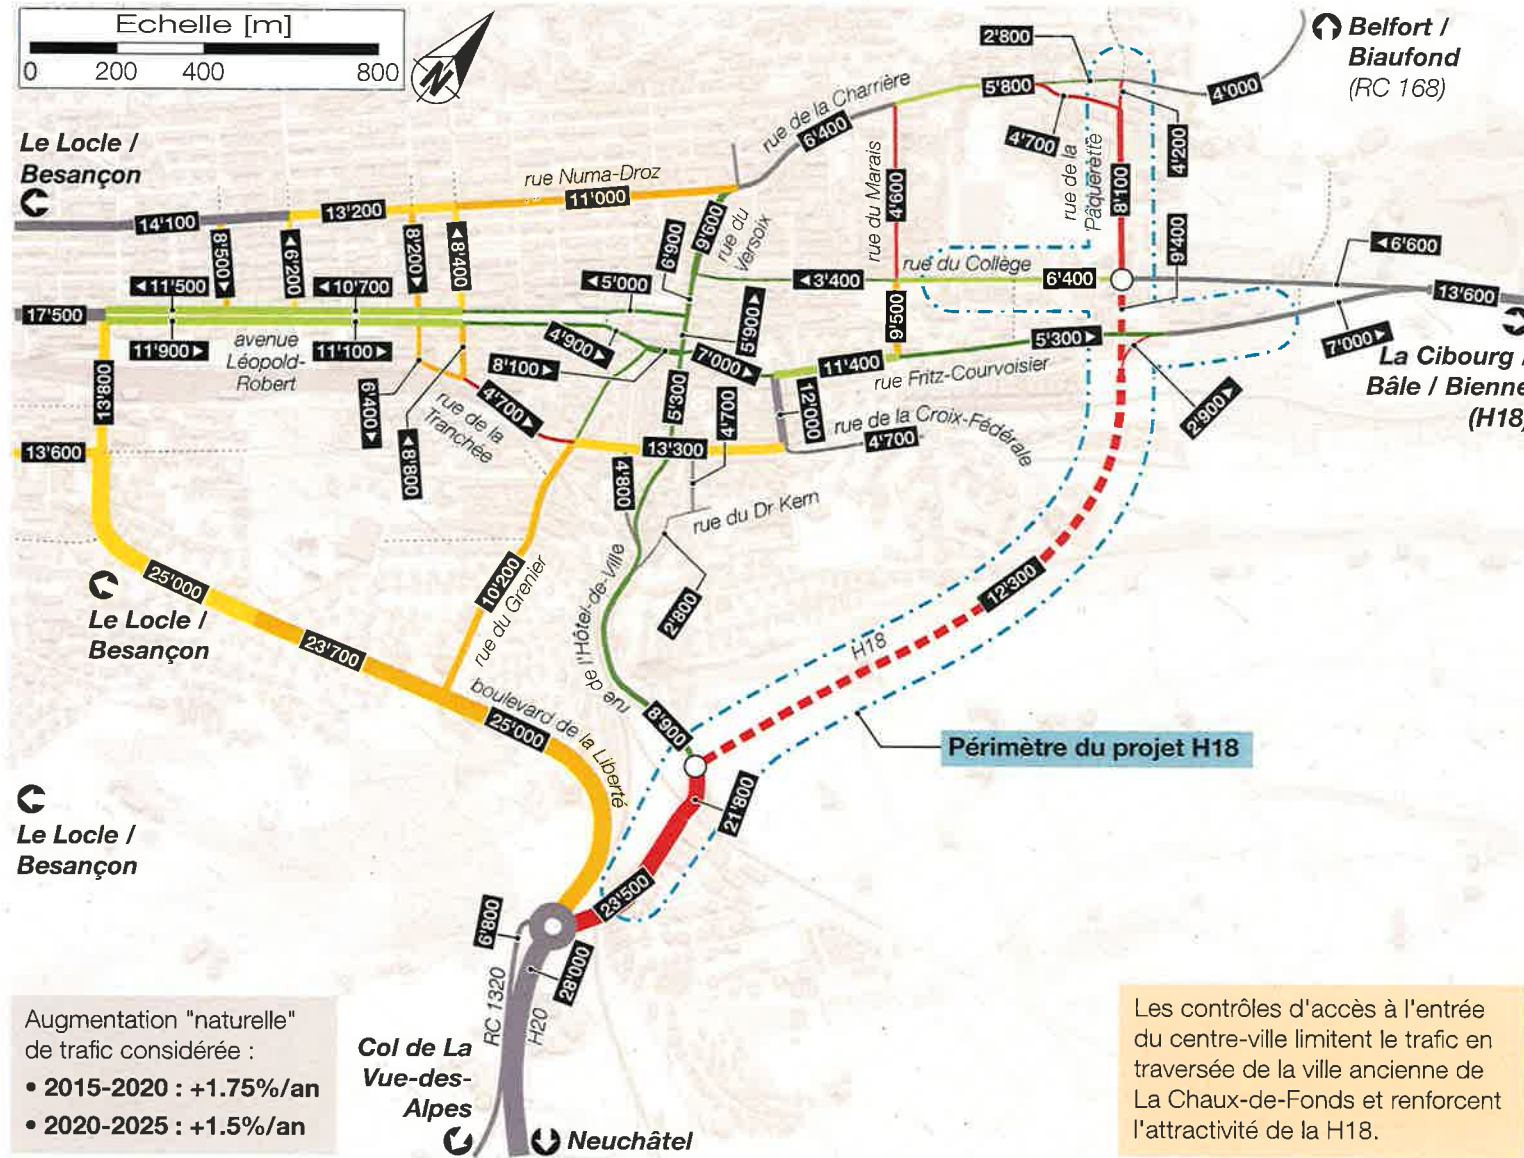 Echelle [m]
0 200 400 800
N
Belfort /
Biaufond
(RC 168)
Le Locle /
Besançon
2'800
5'800
4'000
rue de la Charrière
6'400
4'700
4'200
rue de la
Pâquerette
8'100
rue du Marais
4'600
rue Numa-Droz
11'000
14'100
13'200
9'600
rue du
Versoix
6'900
8'500►
◄6'200
8'200►
◄8'400
9'400
◄6'600
rue du Collège
6'400
◄3'400
◄5'000
◄11'500
◄10'700
17'500
13'600
11'900►
11'100►
avenue
Léopold-
Robert
4'900►
8'100►
5'900►
7'000►
9'500
11'400
5'300►
7'000►
rue Fritz-Courvoisier
La Cibourg /
Bâle / Bienne
(H18)
13'800
6'400►
◄8'800
4'700►
rue de la
Tranchée
5'300
4'700
12'000
rue de la Croix-Fédérale
4'700
2'900►
13'600
13'300
4'800
rue du Dr Kern
25'000
Le Locle /
Besançon
10'200
rue du Grenier
rue de l'Hôtel-de-Ville
2'800
12'300
H18
23'700
boulevard de la Liberté
25'000
8'900
Périmètre du projet H18
21'800
Le Locle /
Besançon
23'500
6'800
28'000
RC 1320
H20
Augmentation "naturelle"
de trafic considérée :
• 2015-2020 : +1.75%/an
• 2020-2025 : +1.5%/an
Col de La
Vue-des-
Alpes
Neuchâtel
Les contrôles d'accès à l'entrée
du centre-ville limitent le trafic en
traversée de la ville ancienne de
La Chaux-de-Fonds et renforcent
l'attractivité de la H18.